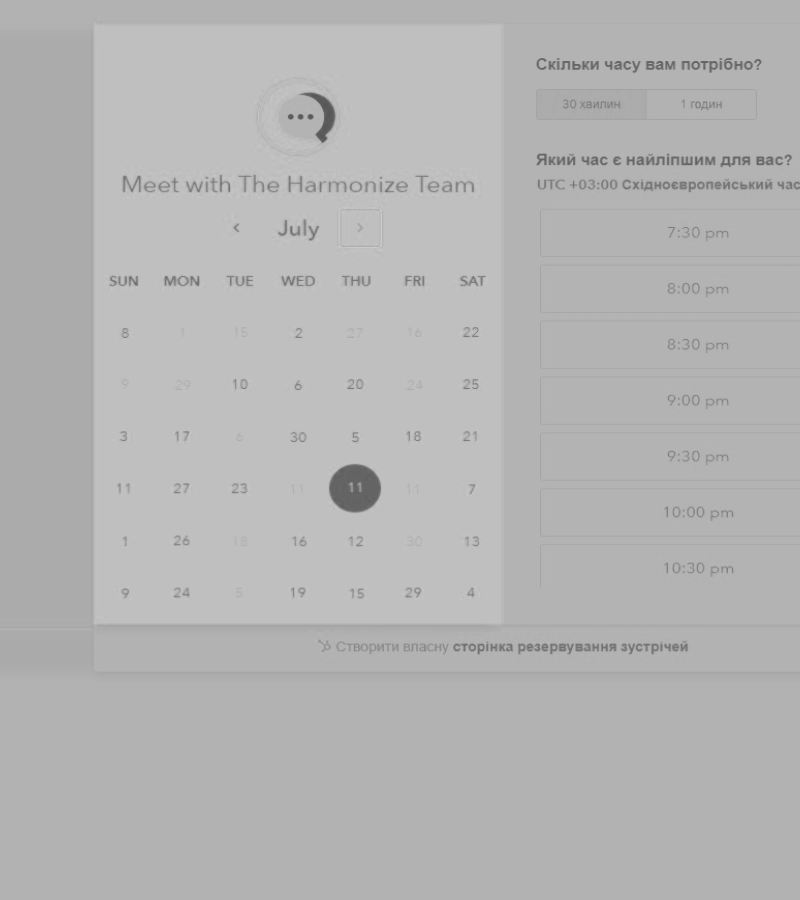 Meet with The Harmonize Team
‹ July ›
SUN MON TUE WED THU FRI SAT
8 1 15 2 27 16 22
9 29 10 6 20 24 25
3 17 6 30 5 18 21
11 27 23 11 11 11 7
1 26 18 16 12 30 13
9 24 5 19 15 29 4
Скільки часу вам потрібно?
30 хвилин 1 годин
Який час є найліпшим для вас?
UTC +03:00 Східноєвропейський час
7:30 pm
8:00 pm
8:30 pm
9:00 pm
9:30 pm
10:00 pm
10:30 pm
Створити власну сторінка резервування зустрічей